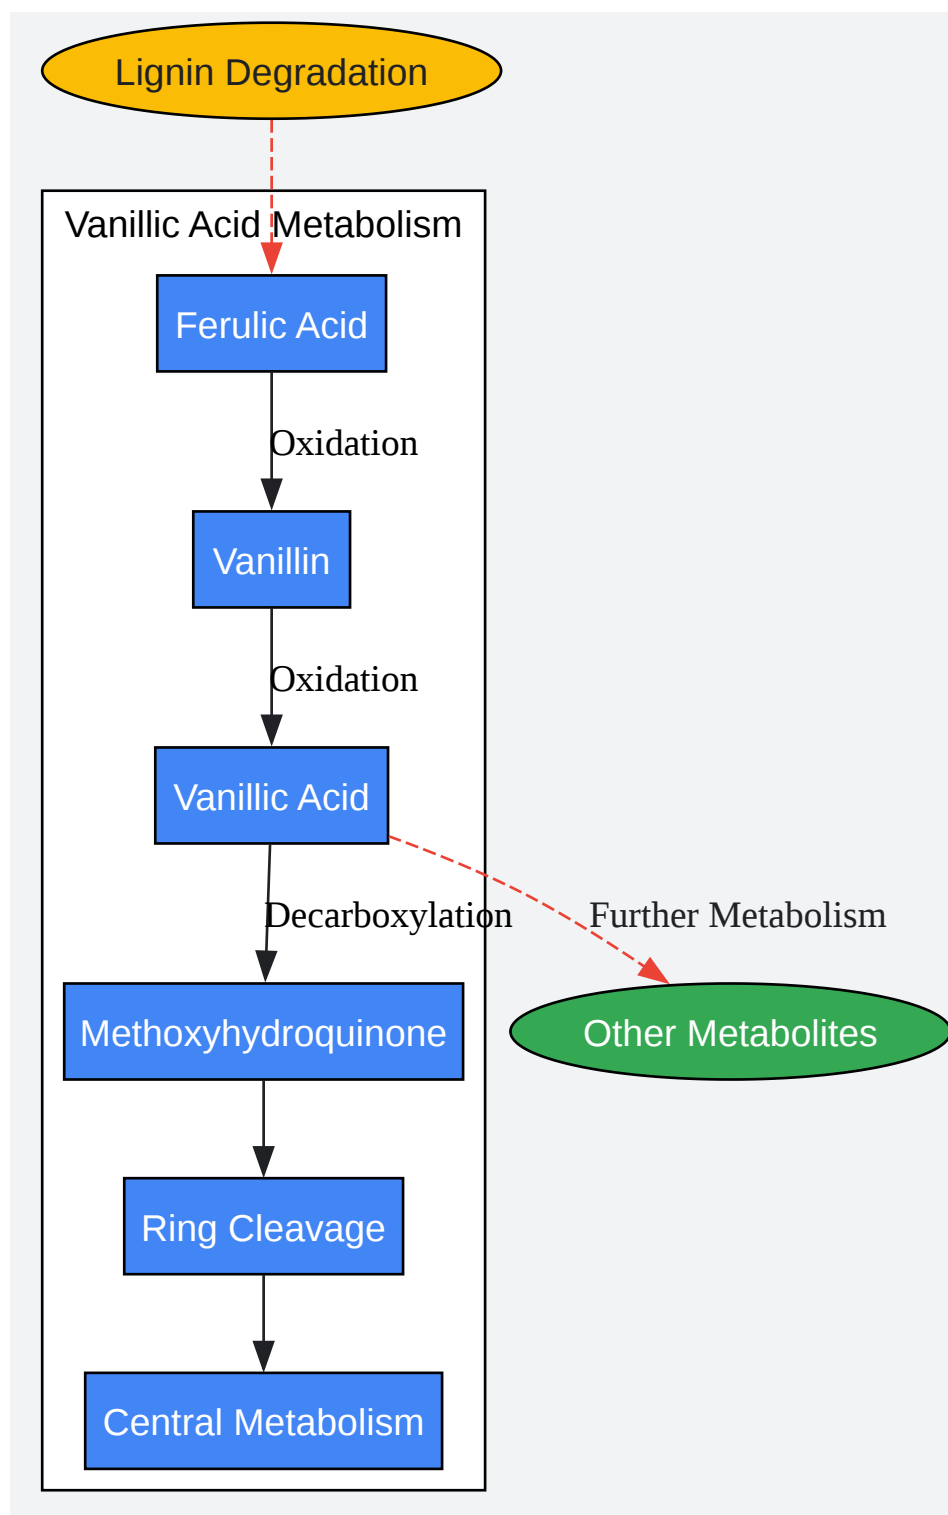 Lignin Degradation
Vanillic Acid Metabolism
Ferulic Acid
Oxidation
Vanillin
Oxidation
Vanillic Acid
Decarboxylation
Further Metabolism
Methoxyhydroquinone
Other Metabolites
Ring Cleavage
Central Metabolism